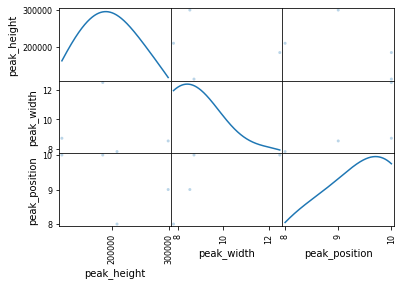 300000
200000
peak_height
12
10
8
peak_width
10
9
8
peak_position
200000
300000
peak_height
8
10
12
peak_width
8
9
10
peak_position